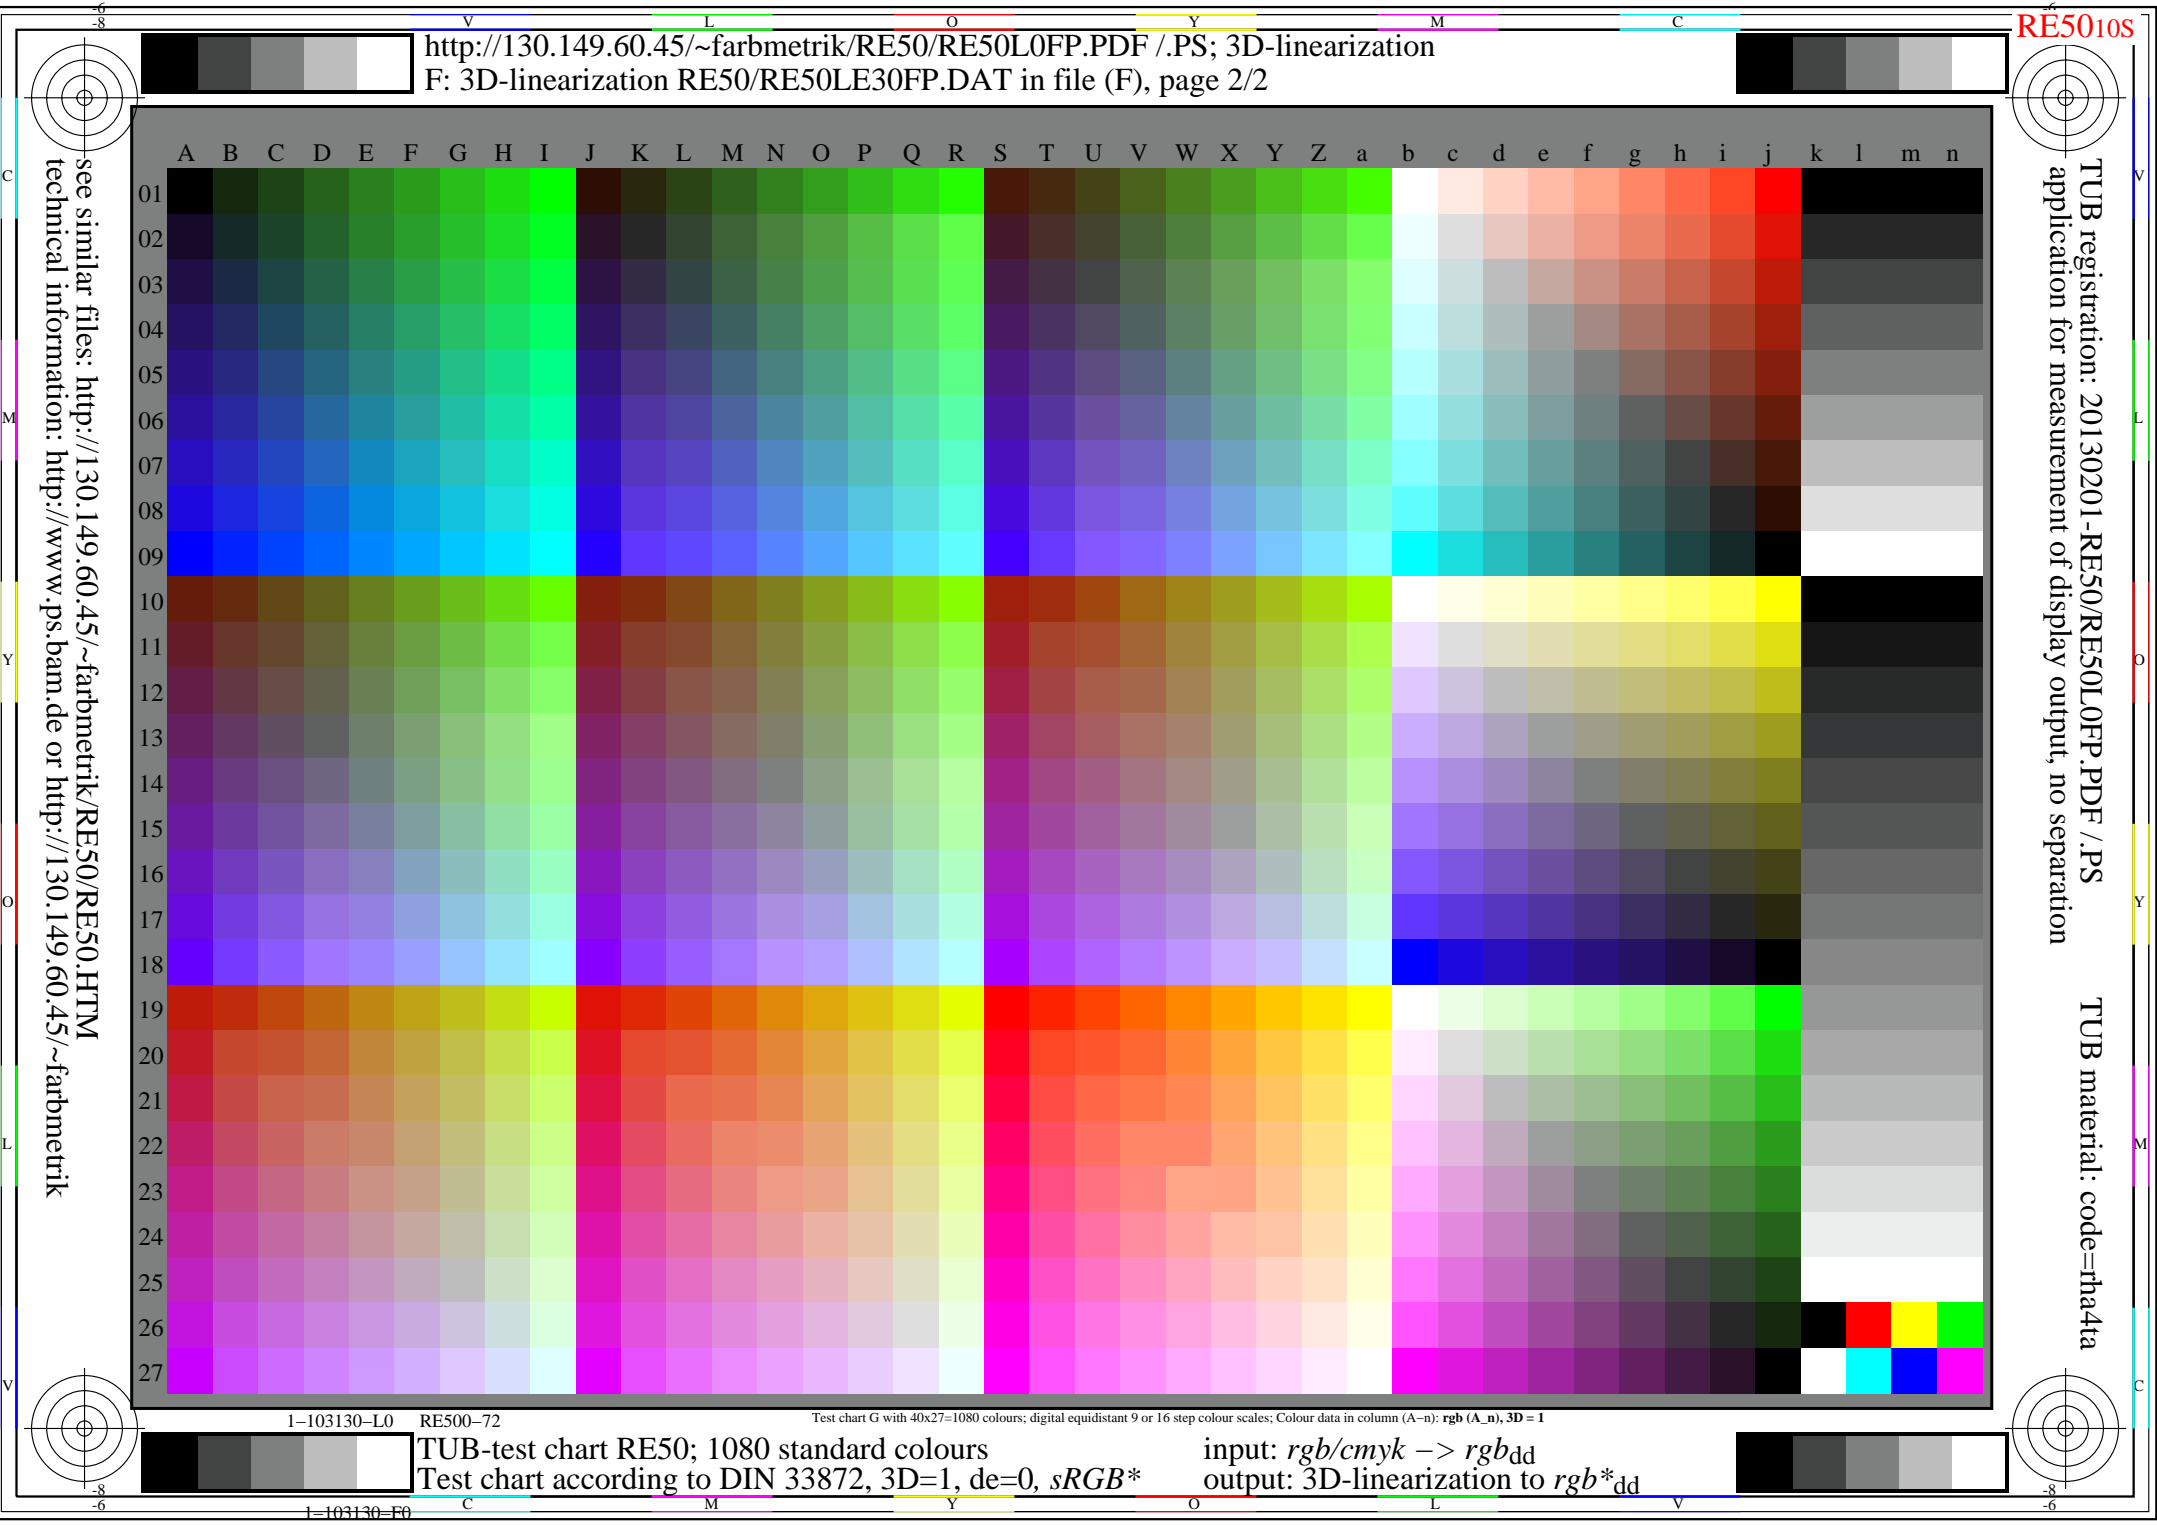 -6
-8
V L O Y M C
-6
RE5010S
http://130.149.60.45/~farbmetrik/RE50/RE50L0FP.PDF /.PS; 3D-linearization
F: 3D-linearization RE50/RE50LE30FP.DAT in file (F), page 2/2
A B C D E F G H I J K L M N O P Q R S T U V W X Y Z a b c d e f g h i j k l m n
01
02
03
04
05
06
07
08
09
10
11
12
13
14
15
16
17
18
19
20
21
22
23
24
25
26
27
C
M
Y
O
L
V
see similar files: http://130.149.60.45/~farbmetrik/RE50/RE50.HTM
technical information: http://www.ps.bam.de or http://130.149.60.45/~farbmetrik
TUB registration: 20130201-RE50/RE50L0FP.PDF /.PS
application for measurement of display output, no separation
TUB material: code=rha4ta
V
L
O
Y
M
C
1-103130-L0 RE500-72
Test chart G with 40x27=1080 colours; digital equidistant 9 or 16 step colour scales; Colour data in column (A-n): rgb (A_n), 3D = 1
TUB-test chart RE50; 1080 standard colours
Test chart according to DIN 33872, 3D=1, de=0, sRGB*
input: rgb/cmyk -> rgbdd
output: 3D-linearization to rgb*dd
-8
-6
1-103130-F0
C M Y O L V
-8
-6